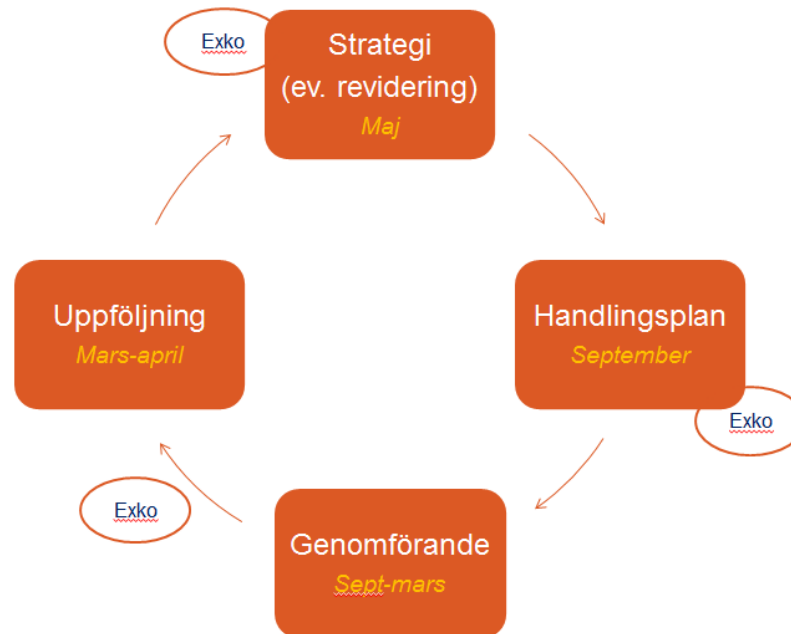 Exko
Strategi
(ev. revidering)
Maj
Uppföljning
Mars-april
Handlingsplan
September
Exko
Exko
Genomförande
Sept-mars